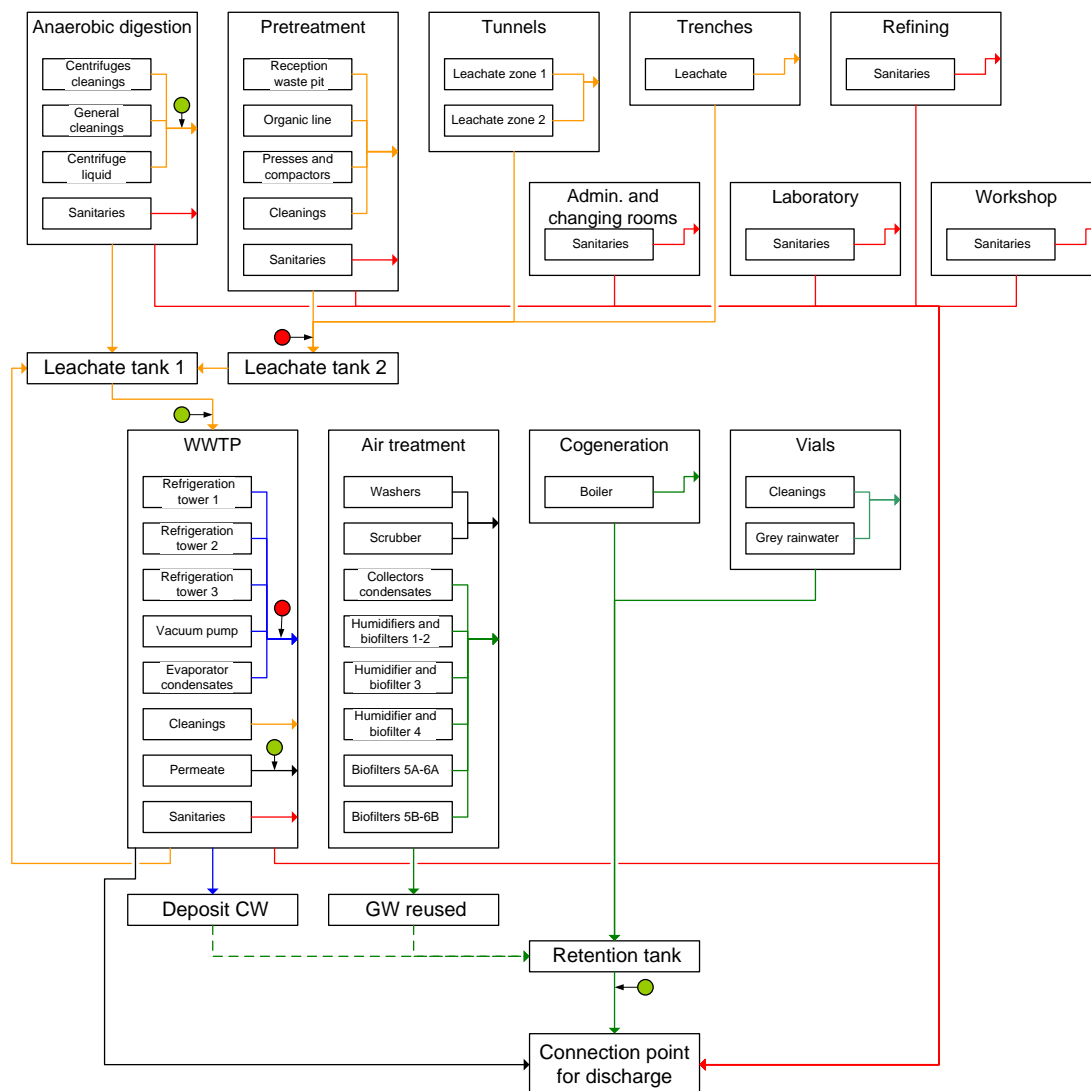 Anaerobic digestion
Centrifuges
cleanings
General
cleanings
Centrifuge
liquid
Sanitaries
Pretreatment
Reception
waste pit
Organic line
Presses and
compactors
Cleanings
Sanitaries
Tunnels
Leachate zone 1
Leachate zone 2
Trenches
Leachate
Refining
Sanitaries
Admin. and
changing rooms
Sanitaries
Laboratory
Sanitaries
Workshop
Sanitaries
Leachate tank 1
Leachate tank 2
WWTP
Refrigeration
tower 1
Refrigeration
tower 2
Refrigeration
tower 3
Vacuum pump
Evaporator
condensates
Cleanings
Permeate
Sanitaries
Air treatment
Washers
Scrubber
Collectors
condensates
Humidifiers and
biofilters 1-2
Humidifier and
biofilter 3
Humidifier and
biofilter 4
Biofilters 5A-6A
Biofilters 5B-6B
Cogeneration
Boiler
Vials
Cleanings
Grey rainwater
Deposit CW
GW reused
Retention tank
Connection point
for discharge